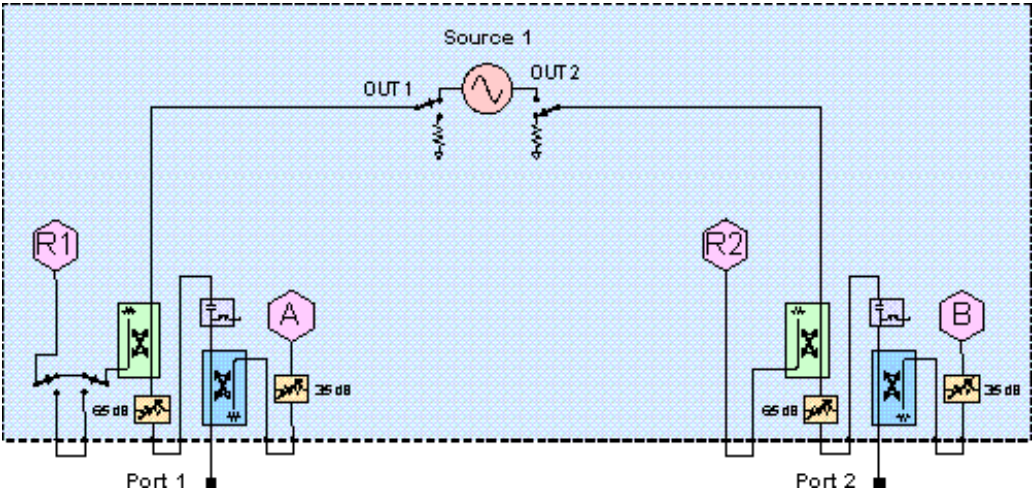 Source 1
OUT 1
OUT 2
R1
R2
A
B
65 dB
35 dB
65 dB
35 dB
Port 1
Port 2